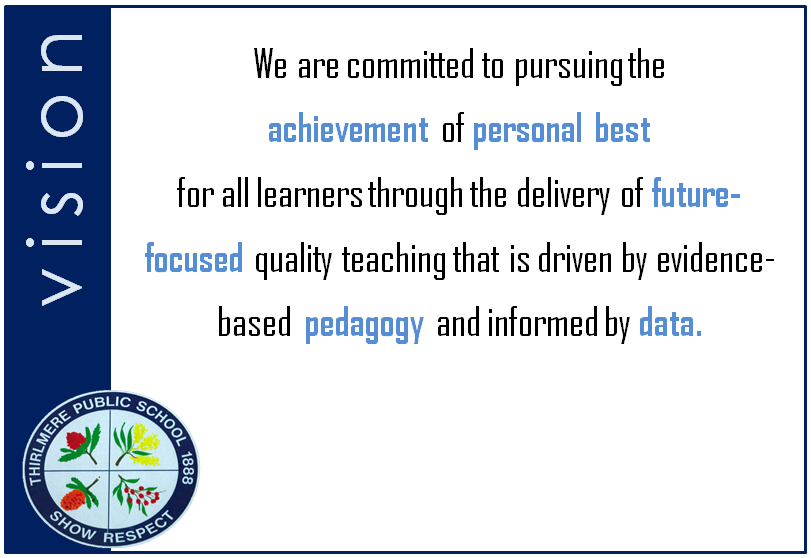 vision
We are committed to pursuing the
achievement of personal best
for all learners through the delivery of future-
focused quality teaching that is driven by evidence-
based pedagogy and informed by data.
THIRLMERE PUBLIC SCHOOL 1888
SHOW RESPECT